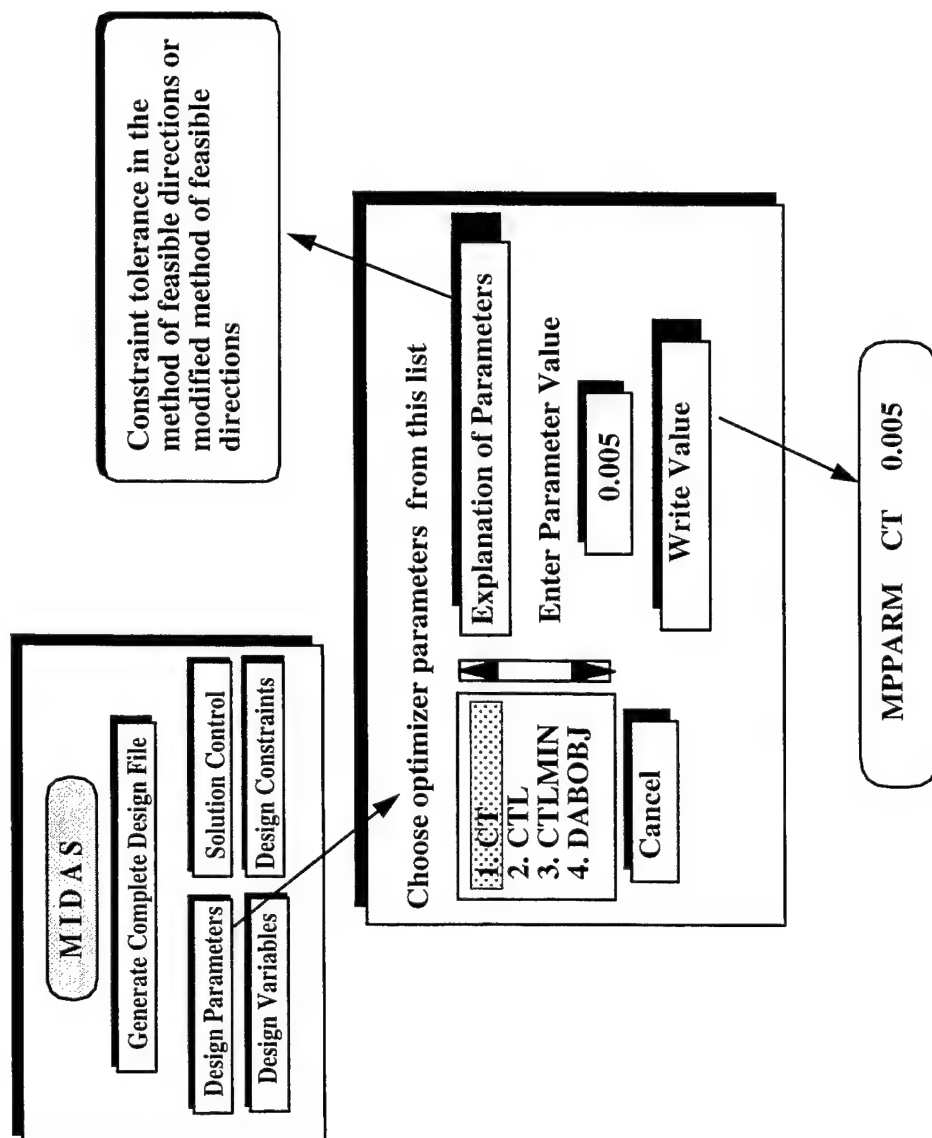 M I D A S
Generate Complete Design File
Design Parameters
Solution Control
Design Variables
Design Constraints
Constraint tolerance in the
method of feasible directions or
modified method of feasible
directions
Choose optimizer parameters from this list
1. CT
2. CTL
3. CTLMIN
4. DABOBJ
Explanation of Parameters
Enter Parameter Value
0.005
Cancel
Write Value
MPPARM CT 0.005